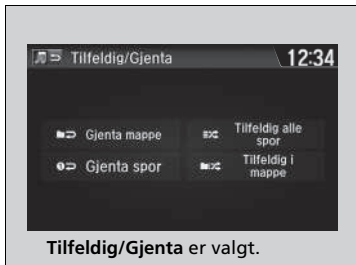 Tilfeldig/Gjenta 12:34
Gjenta mappe
Tilfeldig alle
spor
Gjenta spor
Tilfeldig i
mappe
Tilfeldig/Gjenta er valgt.